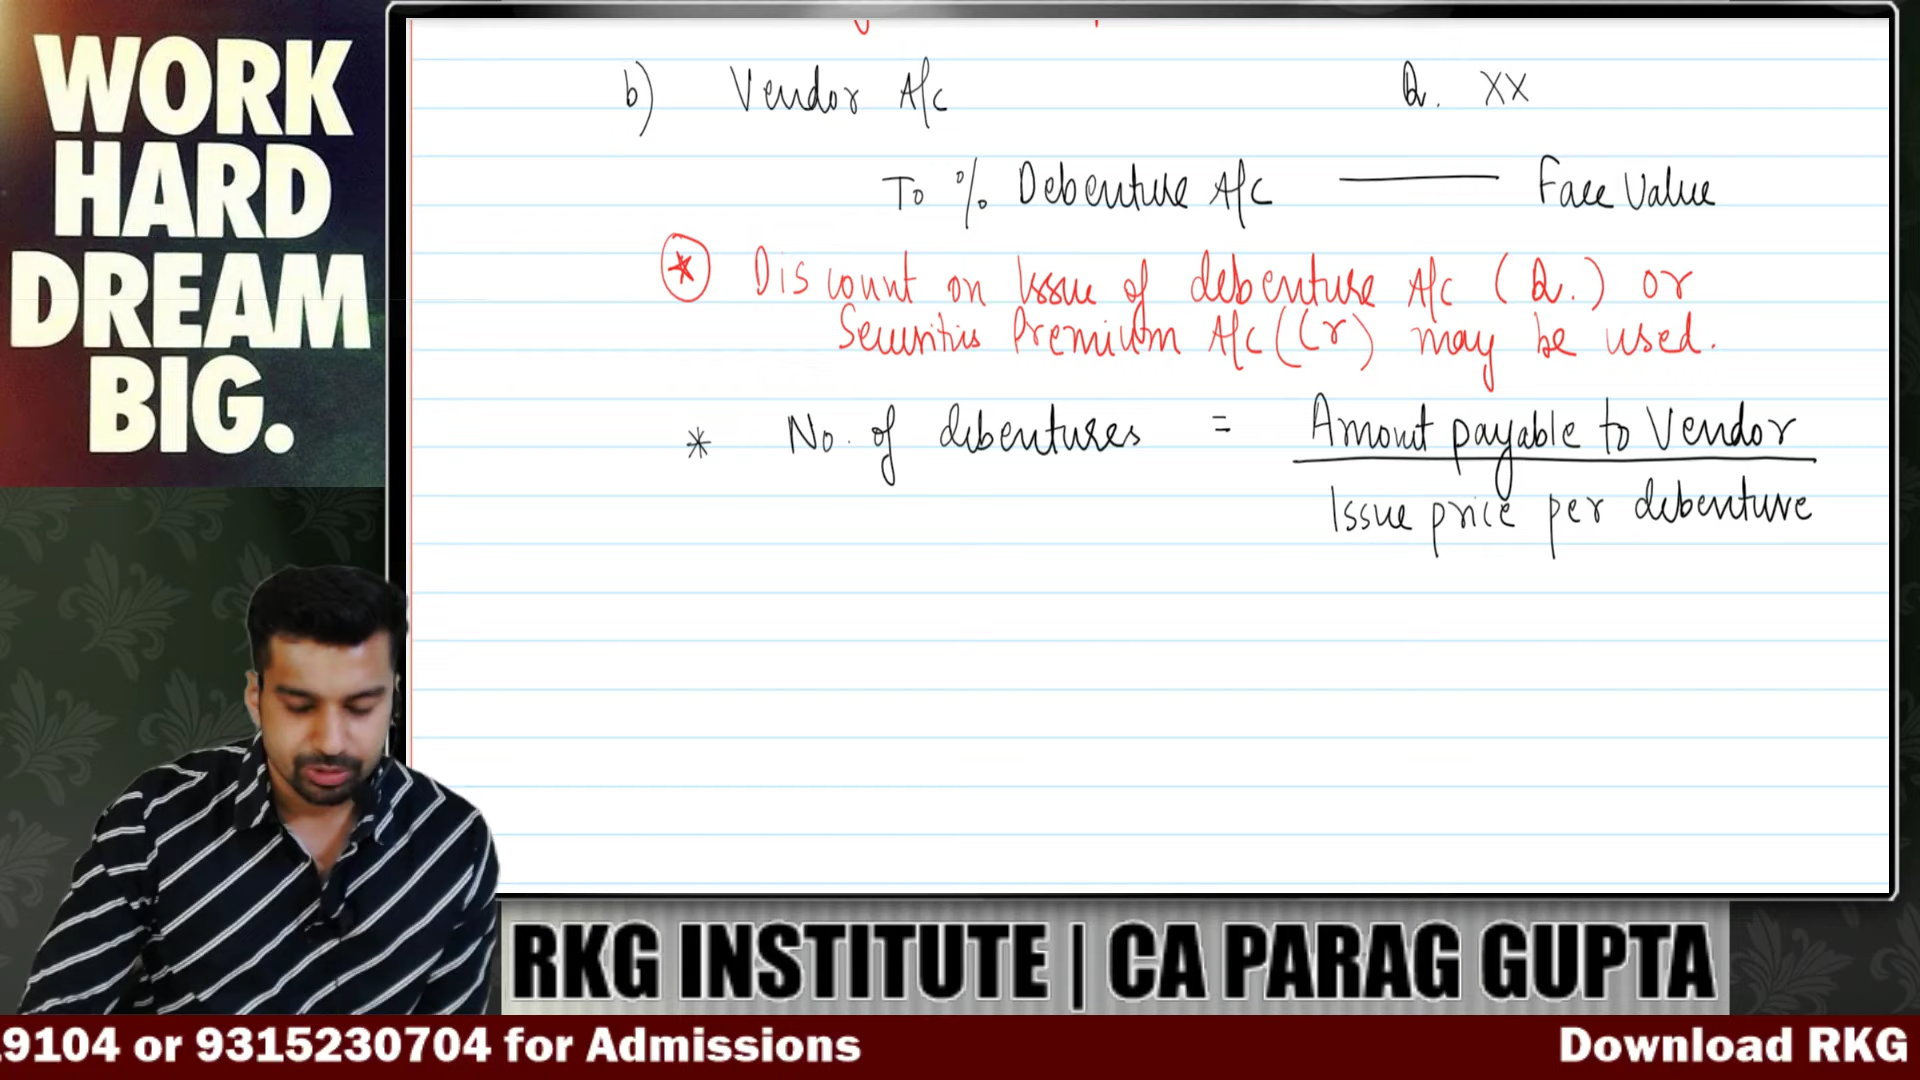 WORK
HARD
DREAM
BIG.
b) Vendor A/c Dr. XX
To % Debenture A/c —— Face Value
* Discount on Issue of debenture A/c (Dr.) or
Securities Premium A/c (Cr) may be used.
* No. of debentures = Amount payable to Vendor
Issue price per debenture
RKG INSTITUTE | CA PARAG GUPTA
9104 or 9315230704 for Admissions Download RKG